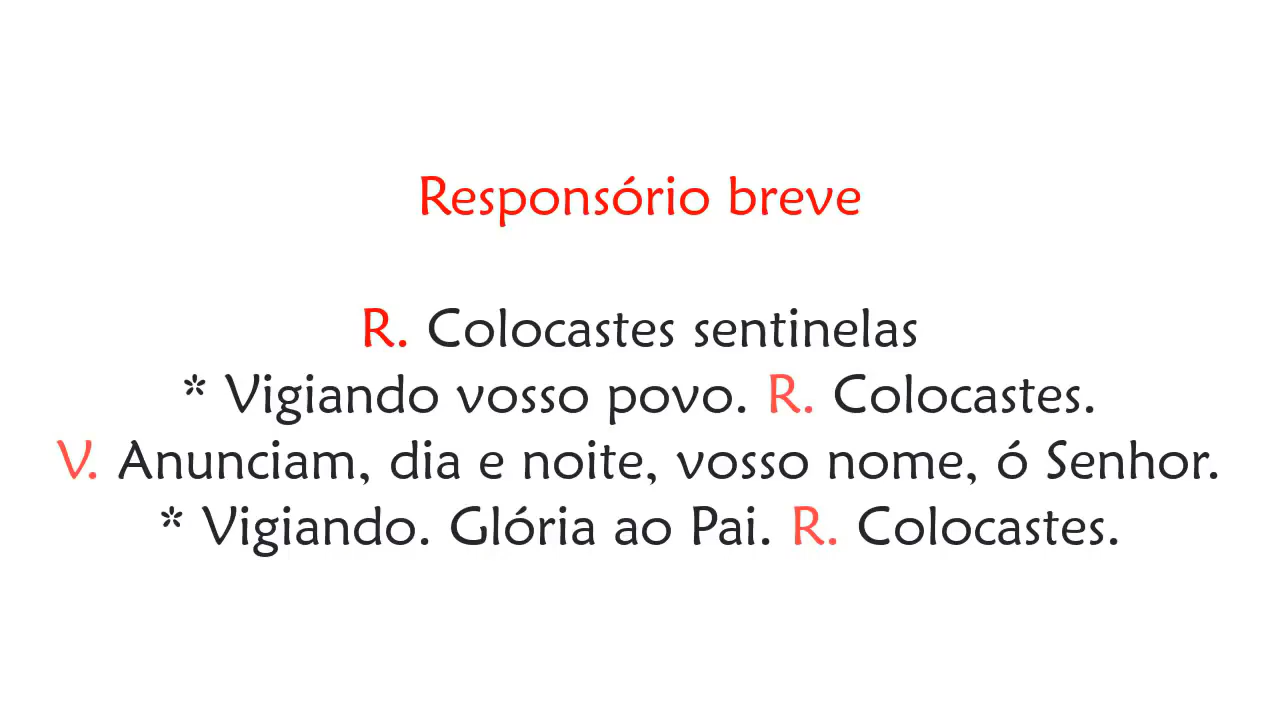 Responsório breve
R. Colocastes sentinelas
* Vigiando vosso povo. R. Colocastes.
V. Anunciam, dia e noite, vosso nome, ó Senhor.
* Vigiando. Glória ao Pai. R. Colocastes.